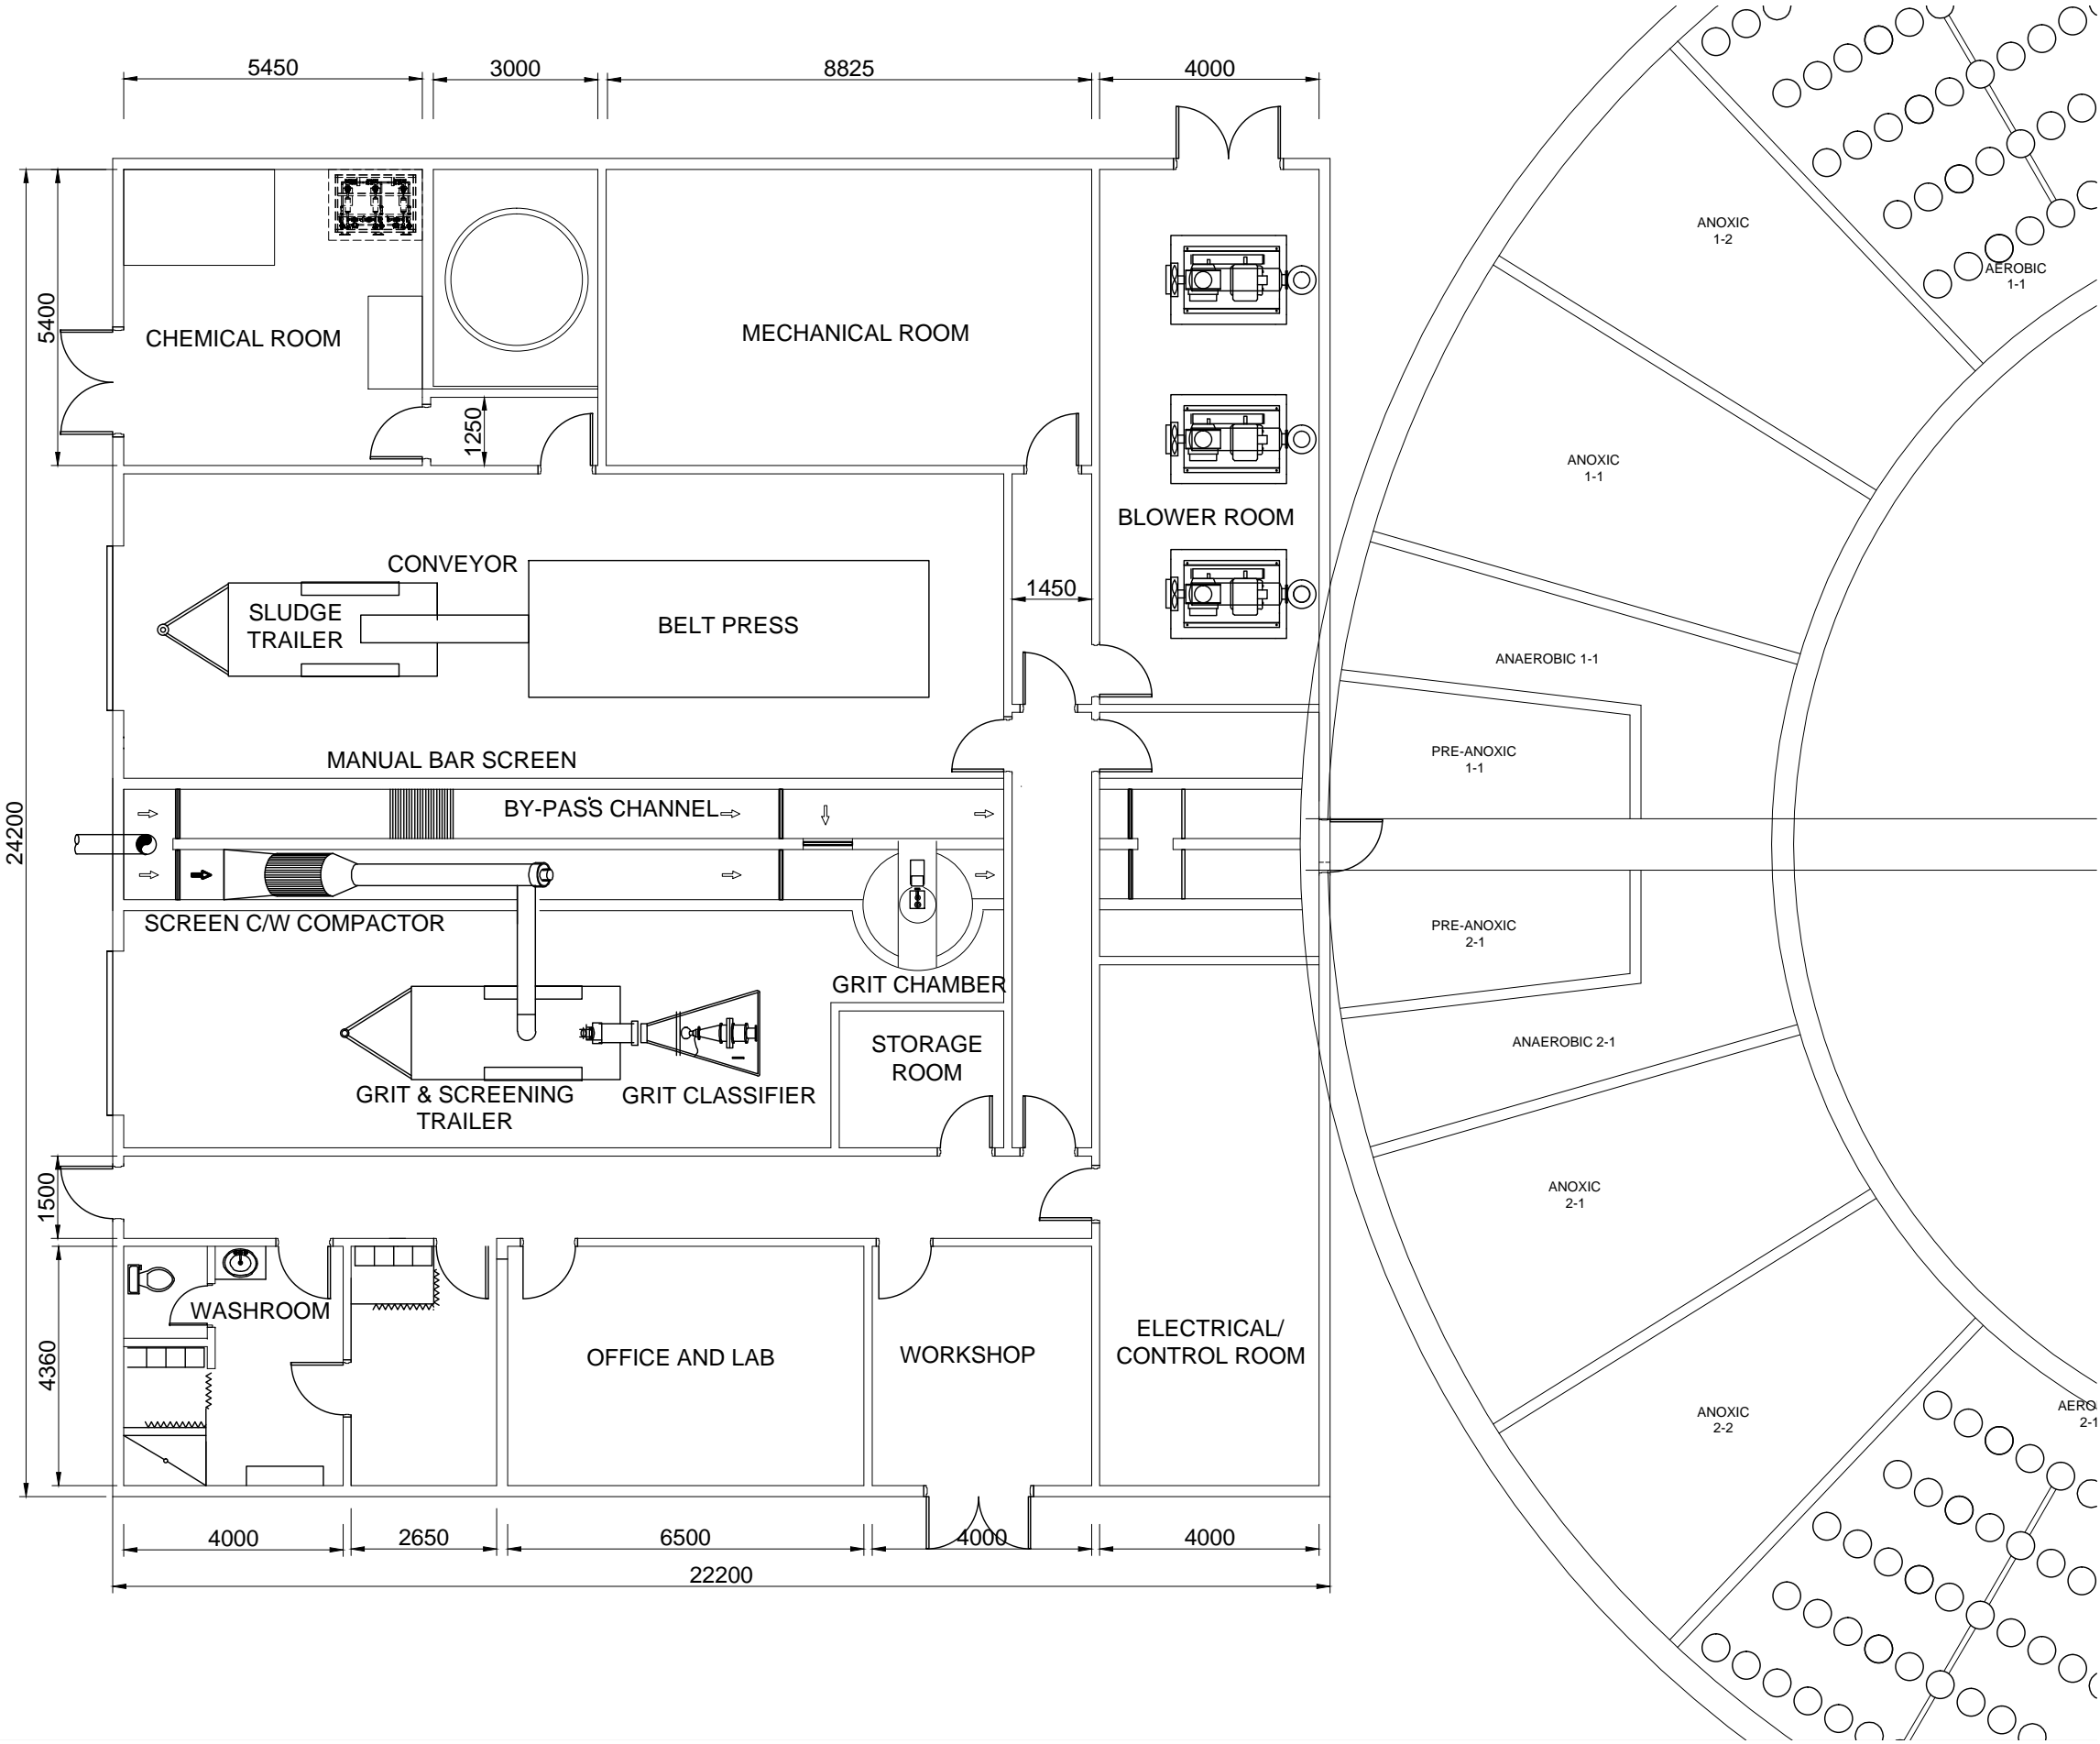 5450
3000
8825
4000
ANOXIC
1-2
AEROBIC
1-1
5400
CHEMICAL ROOM
MECHANICAL ROOM
1250
ANOXIC
1-1
BLOWER ROOM
CONVEYOR
SLUDGE
TRAILER
BELT PRESS
1450
ANAEROBIC 1-1
MANUAL BAR SCREEN
PRE-ANOXIC
1-1
BY-PASS CHANNEL
24200
SCREEN C/W COMPACTOR
PRE-ANOXIC
2-1
GRIT CHAMBER
STORAGE
ROOM
ANAEROBIC 2-1
GRIT & SCREENING
TRAILER
GRIT CLASSIFIER
1500
ANOXIC
2-1
WASHROOM
4360
OFFICE AND LAB
WORKSHOP
ELECTRICAL/
CONTROL ROOM
ANOXIC
2-2
AERO
2-1
4000
2650
6500
4000
4000
22200